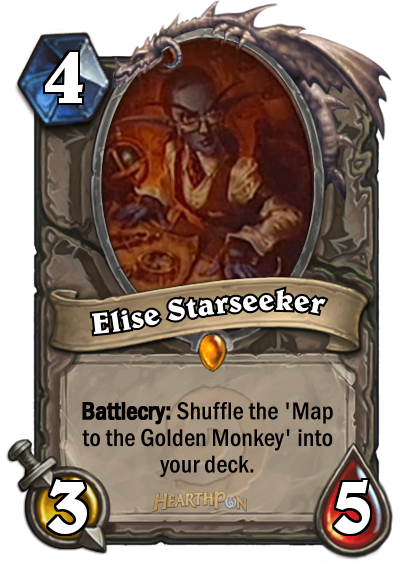 4
Elise Starseeker
Battlecry: Shuffle the 'Map
to the Golden Monkey' into
your deck.
HEARTHPWN
3
5